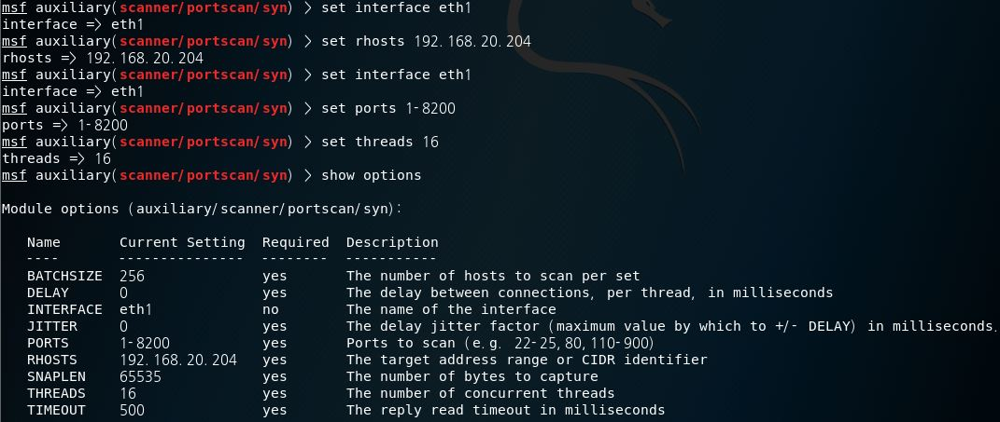 msf auxiliary(scanner/portscan/syn) > set interface eth1
interface => eth1
msf auxiliary(scanner/portscan/syn) > set rhosts 192.168.20.204
rhosts => 192.168.20.204
msf auxiliary(scanner/portscan/syn) > set interface eth1
interface => eth1
msf auxiliary(scanner/portscan/syn) > set ports 1-8200
ports => 1-8200
msf auxiliary(scanner/portscan/syn) > set threads 16
threads => 16
msf auxiliary(scanner/portscan/syn) > show options
Module options (auxiliary/scanner/portscan/syn):
Name Current Setting Required Description
---- --------------- -------- -----------
BATCHSIZE 256 yes The number of hosts to scan per set
DELAY 0 yes The delay between connections, per thread, in milliseconds
INTERFACE eth1 no The name of the interface
JITTER 0 yes The delay jitter factor (maximum value by which to +/- DELAY) in milliseconds.
PORTS 1-8200 yes Ports to scan (e.g. 22-25,80,110-900)
RHOSTS 192.168.20.204 yes The target address range or CIDR identifier
SNAPLEN 65535 yes The number of bytes to capture
THREADS 16 yes The number of concurrent threads
TIMEOUT 500 yes The reply read timeout in milliseconds